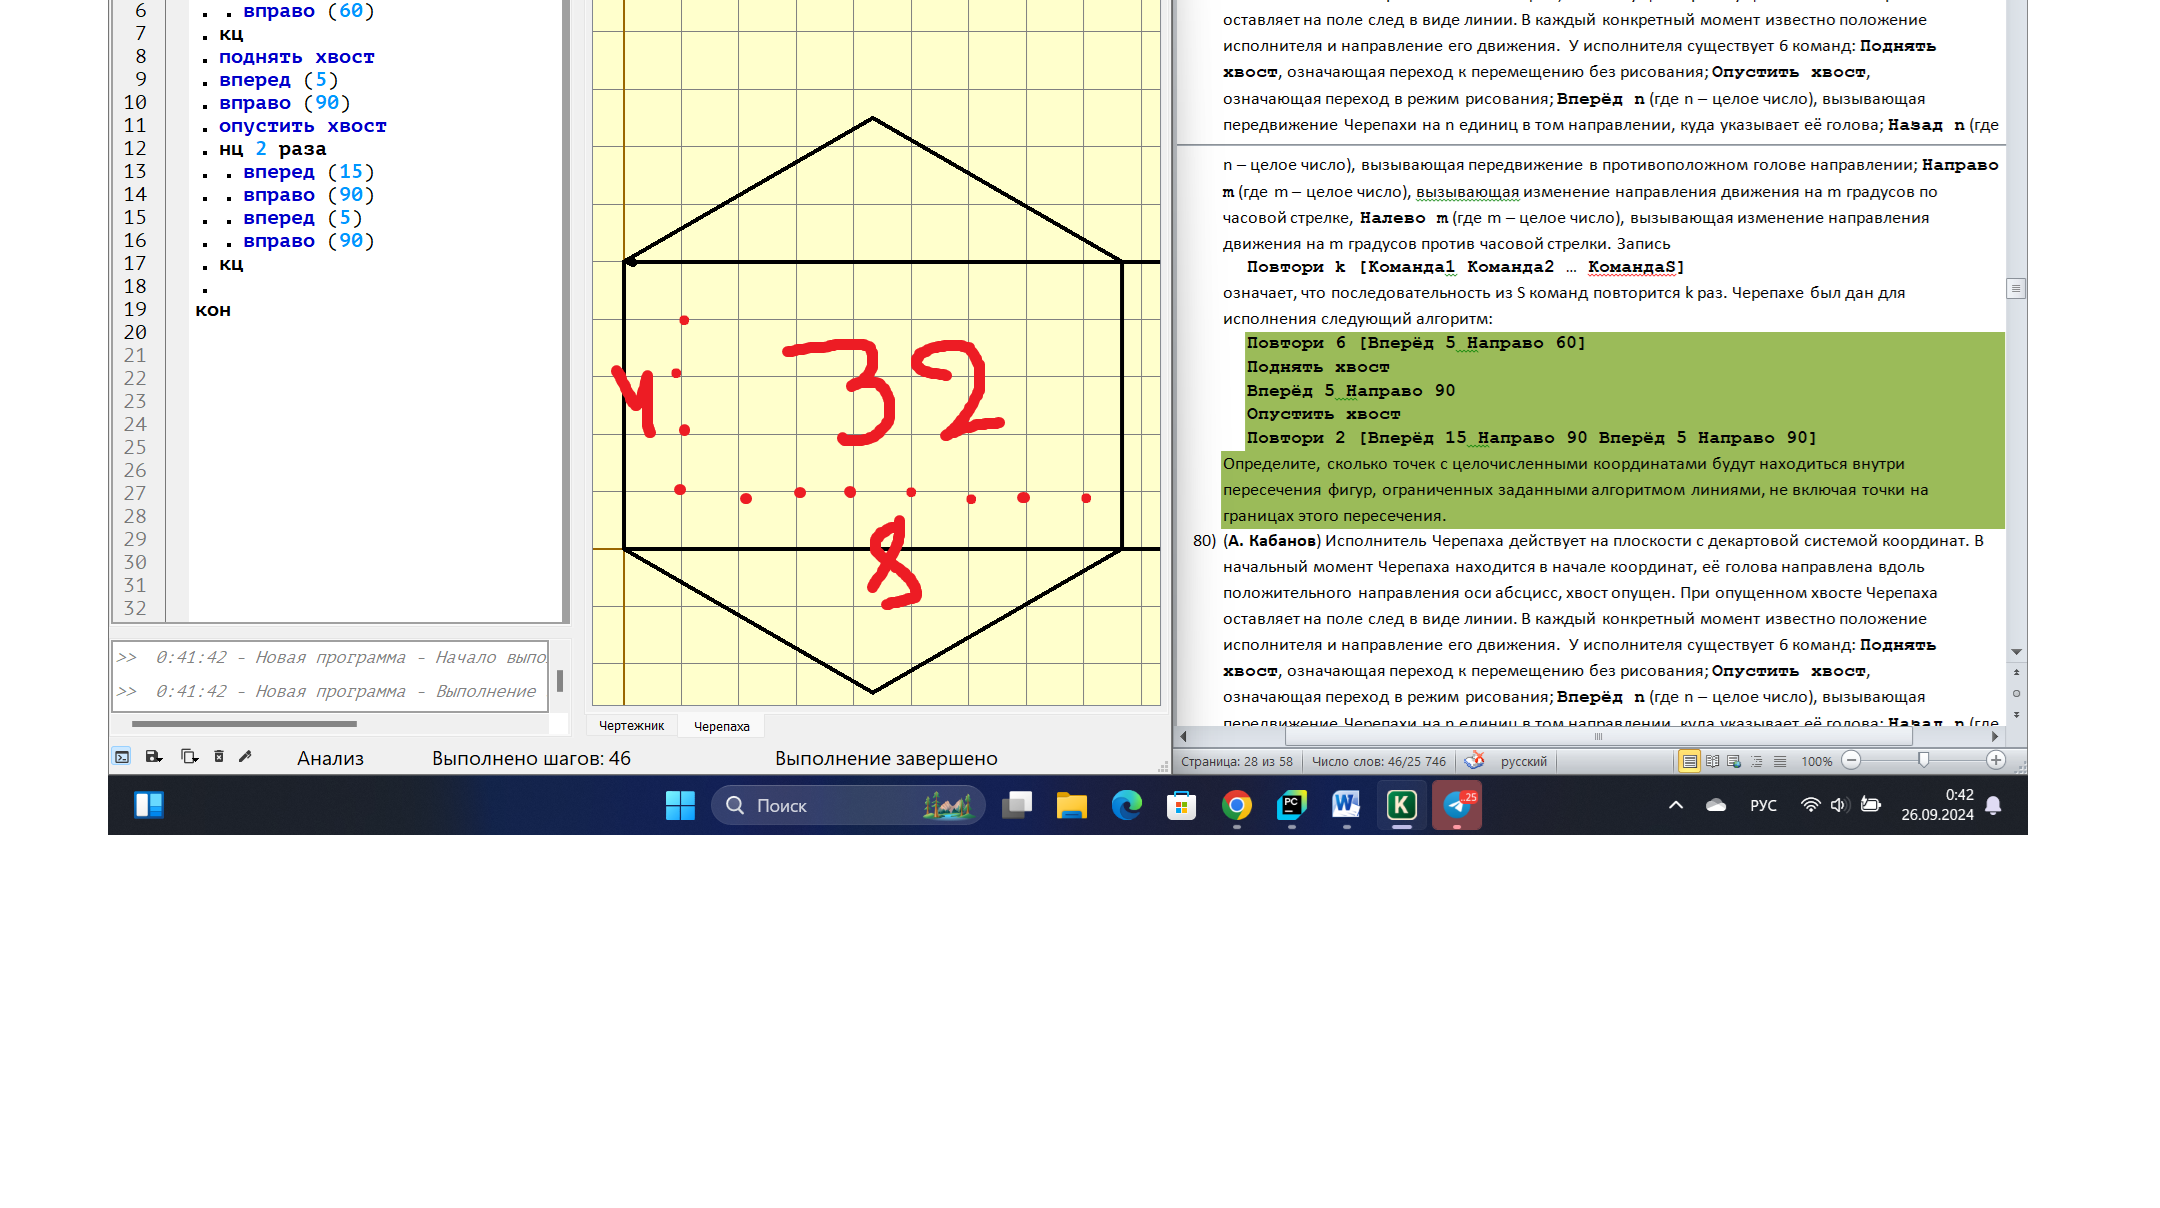 6 . . вправо (60)
7 . кц
8 . поднять хвост
9 . вперед (5)
10 . вправо (90)
11 . опустить хвост
12 . нц 2 раза
13 . . вперед (15)
14 . . вправо (90)
15 . . вперед (5)
16 . . вправо (90)
17 . кц
18 .
19 кон
20
21
22
23
24
25
26
27
28
29
30
31
32
>> 0:41:42 - Новая программа - Начало выпо
>> 0:41:42 - Новая программа - Выполнение
Анализ
Выполнено шагов: 46
Выполнение завершено
4
32
8
Чертежник
Черепаха
оставляет на поле след в виде линии. В каждый конкретный момент известно положение
исполнителя и направление его движения. У исполнителя существует 6 команд: Поднять
хвост, означающая переход к перемещению без рисования; Опустить хвост,
означающая переход в режим рисования; Вперёд n (где n – целое число), вызывающая
передвижение Черепахи на n единиц в том направлении, куда указывает её голова; Назад n (где
n – целое число), вызывающая передвижение в противоположном голове направлении; Направо
m (где m – целое число), вызывающая изменение направления движения на m градусов по
часовой стрелке, Налево m (где m – целое число), вызывающая изменение направления
движения на m градусов против часовой стрелки. Запись
Повтори k [Команда1 Команда2 … КомандаS]
означает, что последовательность из S команд повторится k раз. Черепахе был дан для
исполнения следующий алгоритм:
Повтори 6 [Вперёд 5 Направо 60]
Поднять хвост
Вперёд 5 Направо 90
Опустить хвост
Повтори 2 [Вперёд 15 Направо 90 Вперёд 5 Направо 90]
Определите, сколько точек с целочисленными координатами будут находиться внутри
пересечения фигур, ограниченных заданными алгоритмом линиями, не включая точки на
границах этого пересечения.
80) (А. Кабанов) Исполнитель Черепаха действует на плоскости с декартовой системой координат. В
начальный момент Черепаха находится в начале координат, её голова направлена вдоль
положительного направления оси абсцисс, хвост опущен. При опущенном хвосте Черепаха
оставляет на поле след в виде линии. В каждый конкретный момент известно положение
исполнителя и направление его движения. У исполнителя существует 6 команд: Поднять
хвост, означающая переход к перемещению без рисования; Опустить хвост,
означающая переход в режим рисования; Вперёд n (где n – целое число), вызывающая
передвижение Черепахи на n единиц в том направлении, куда указывает её голова; Назад n (где
Страница: 28 из 58
Число слов: 46/25 746
русский
100%
Поиск
PC
W
K
..25
РУС
0:42
26.09.2024